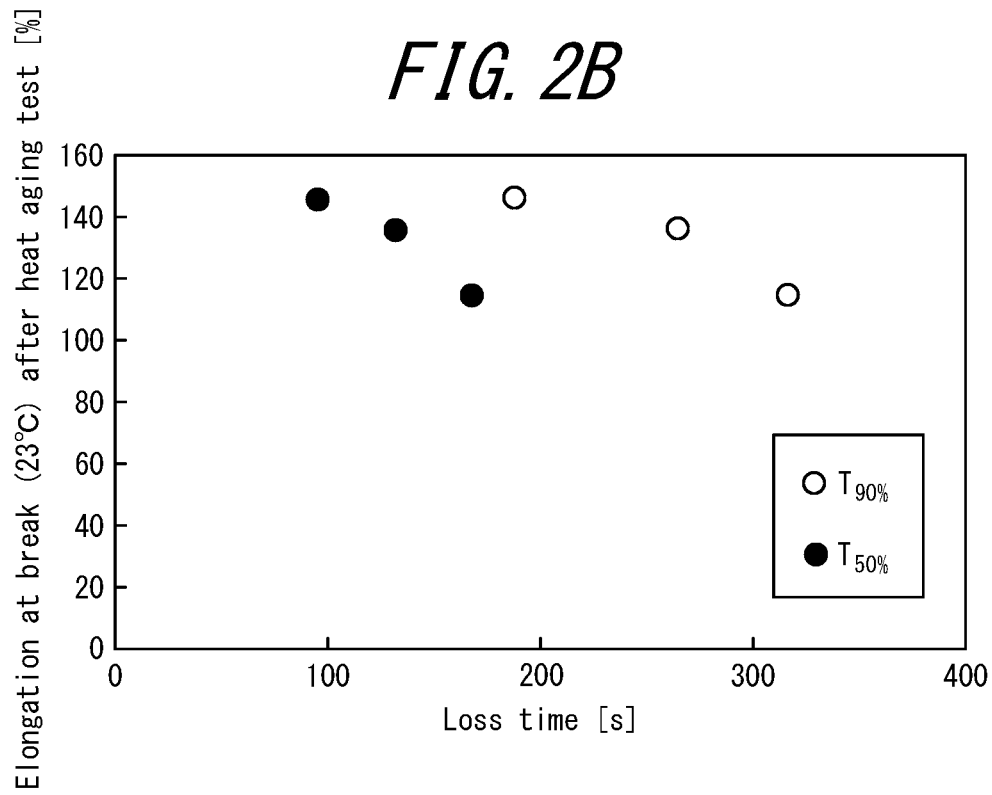 FIG. 2B
Elongation at break (23℃) after heat aging test [%]
160
140
120
100
80
60
40
20
0
0 100 200 300 400
Loss time [s]
T90%
T50%